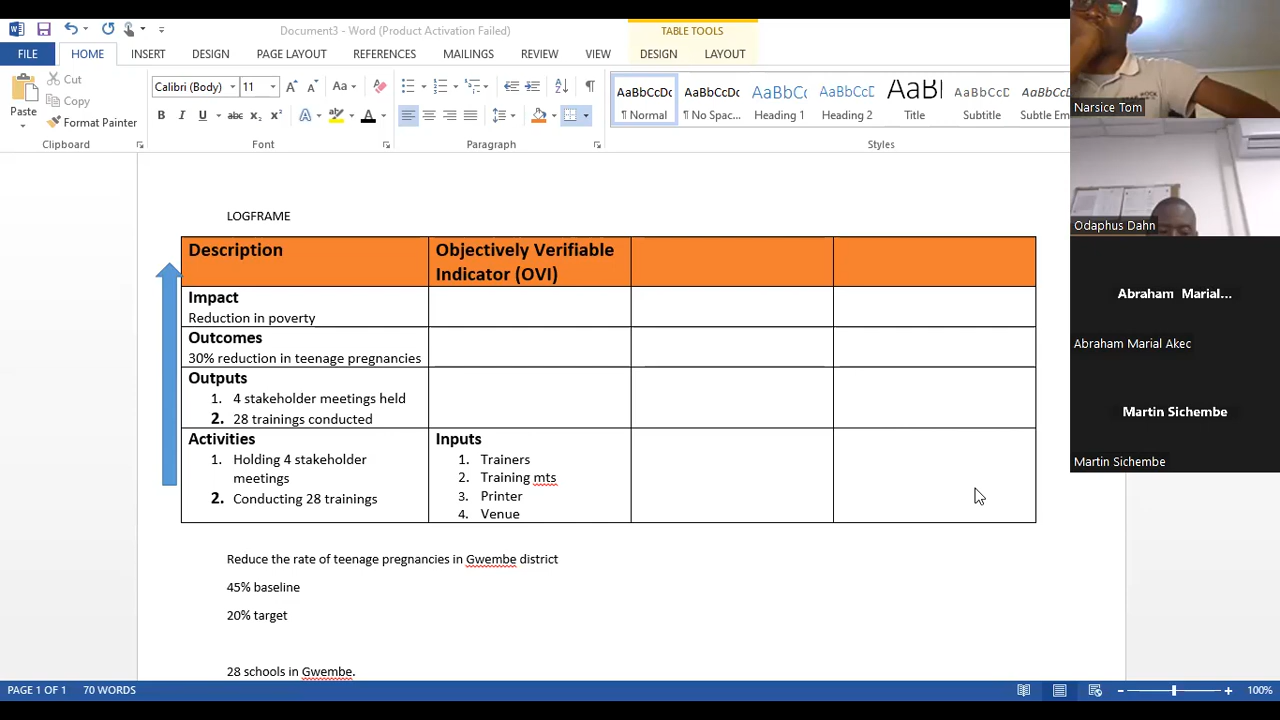 Document3 - Word (Product Activation Failed)
TABLE TOOLS
FILE HOME INSERT DESIGN PAGE LAYOUT REFERENCES MAILINGS REVIEW VIEW DESIGN LAYOUT
Cut
Copy
Format Painter
Paste
Calibri (Body) 11
AaBbCcDc AaBbCcDc AaBbCc AaBbCcD AaBl AaBbCcD AaBbCcD
¶ Normal ¶ No Spac... Heading 1 Heading 2 Title Subtitle Subtle Em
Clipboard Font Paragraph Styles
LOGFRAME
Description Objectively Verifiable
Indicator (OVI)
Impact
Reduction in poverty
Outcomes
30% reduction in teenage pregnancies
Outputs
1. 4 stakeholder meetings held
2. 28 trainings conducted
Activities
1. Holding 4 stakeholder
meetings
2. Conducting 28 trainings
Inputs
1. Trainers
2. Training mts
3. Printer
4. Venue
Reduce the rate of teenage pregnancies in Gwembe district
45% baseline
20% target
28 schools in Gwembe.
PAGE 1 OF 1 70 WORDS 100%
Narsice Tom
Odaphus Dahn
Abraham Marial...
Abraham Marial Akec
Martin Sichembe
Martin Sichembe